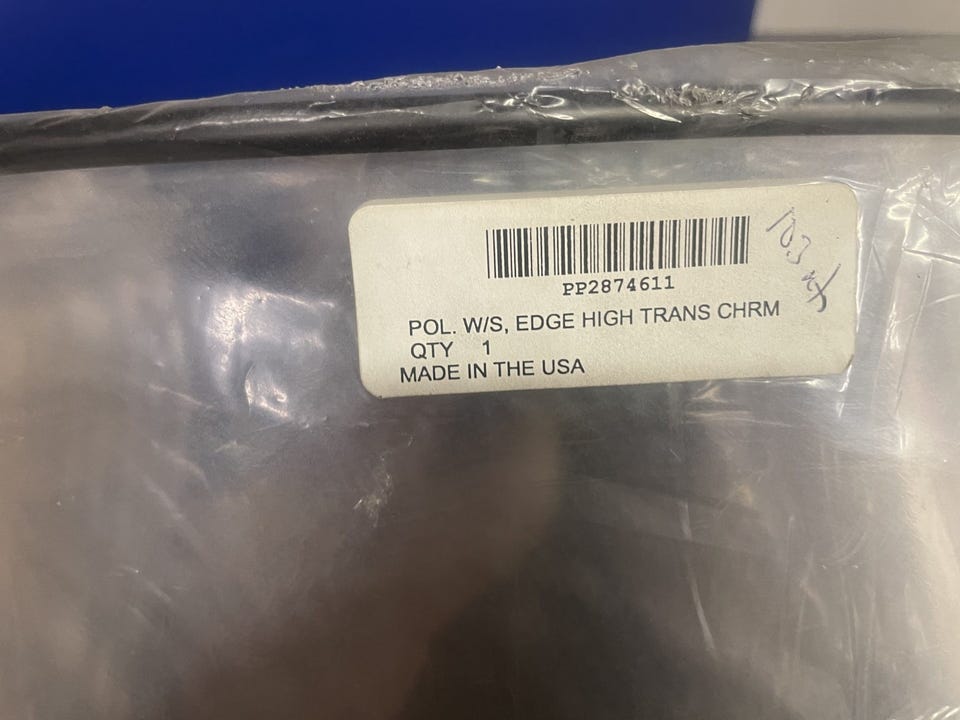 PP2874611
POL. W/S, EDGE HIGH TRANS CHRM
QTY 1
MADE IN THE USA